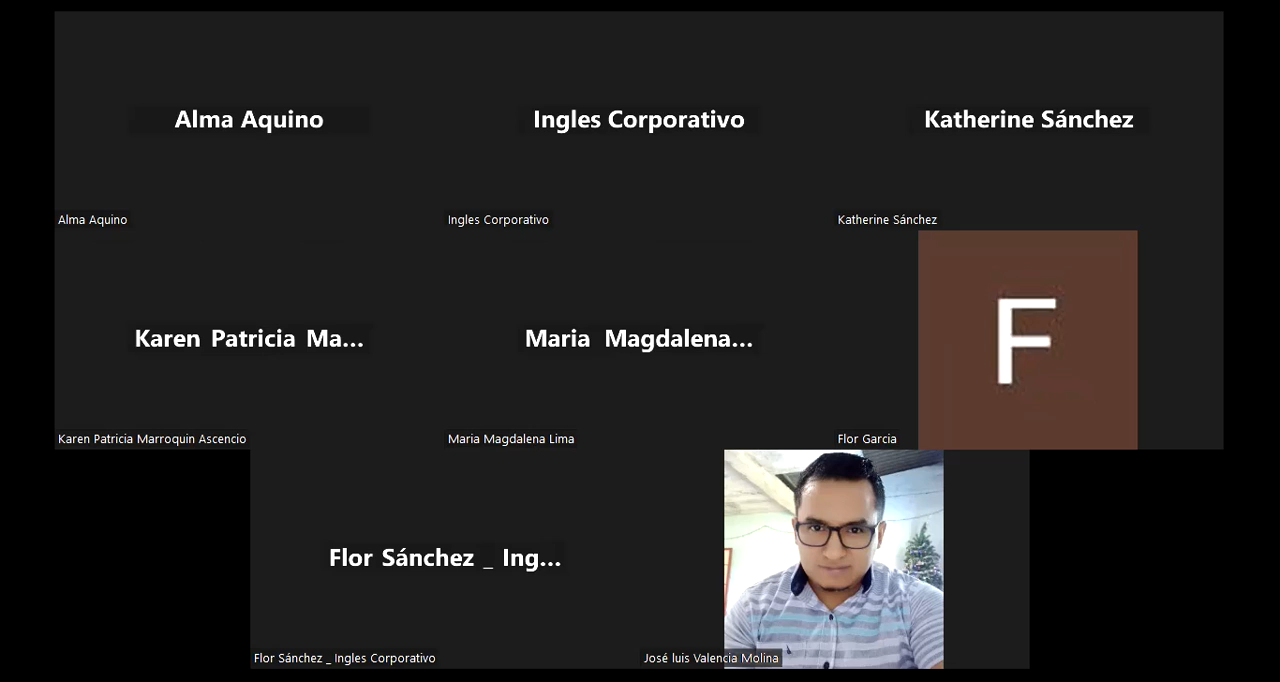 Alma Aquino
Ingles Corporativo
Katherine Sánchez
Alma Aquino
Ingles Corporativo
Katherine Sánchez
Karen Patricia Ma...
Maria Magdalena...
F
Karen Patricia Marroquin Ascencio
Maria Magdalena Lima
Flor Garcia
Flor Sánchez _ Ing...
Flor Sánchez _ Ingles Corporativo
José luis Valencia Molina